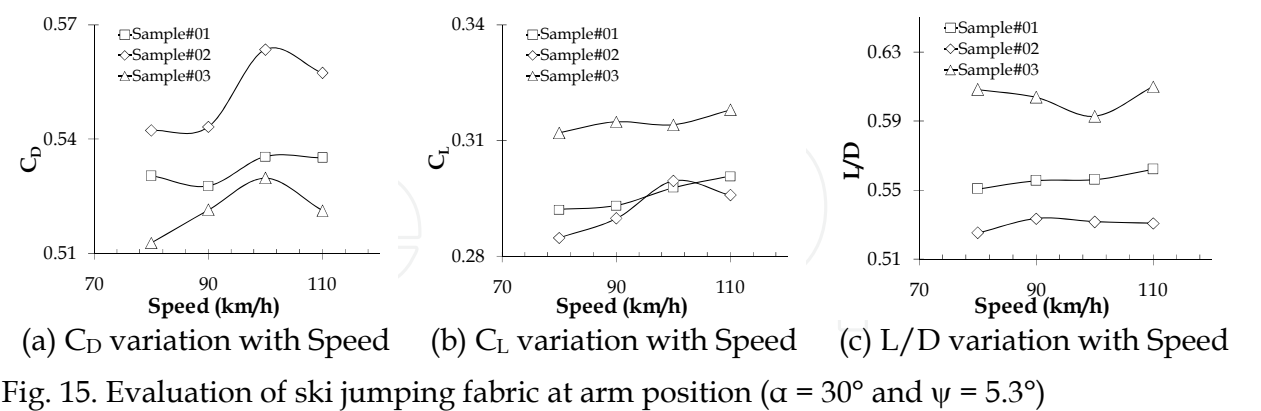 0.57
0.54
0.51
C_D
Sample#01
Sample#02
Sample#03
70 90 110
Speed (km/h)
(a) C_D variation with Speed
0.34
0.31
0.28
C_L
Sample#01
Sample#02
Sample#03
70 90 110
Speed (km/h)
(b) C_L variation with Speed
0.63
0.59
0.55
0.51
L/D
Sample#01
Sample#02
Sample#03
70 90 110
Speed (km/h)
(c) L/D variation with Speed
Fig. 15. Evaluation of ski jumping fabric at arm position (α = 30° and ψ = 5.3°)